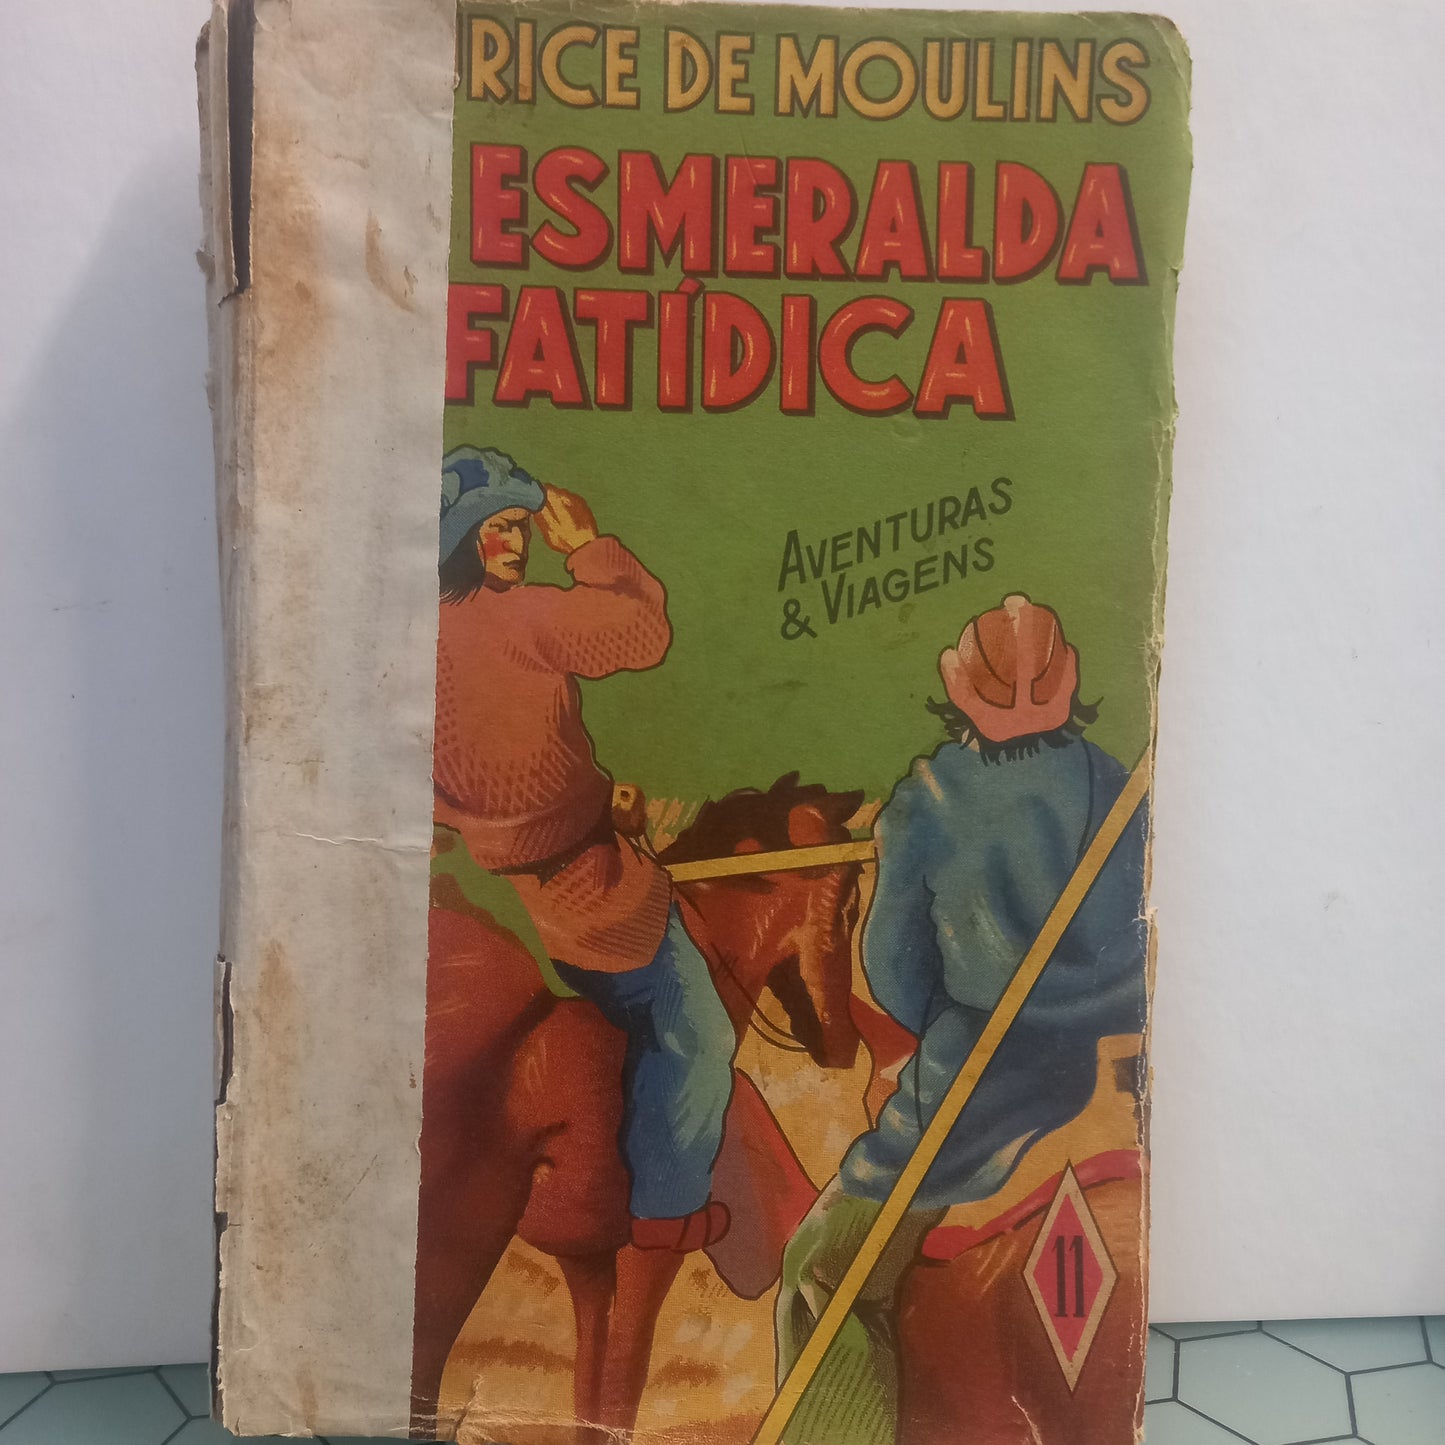 RICE DE MOULINS
ESMERALDA
FATÍDICA
AVENTURAS
& VIAGENS
11